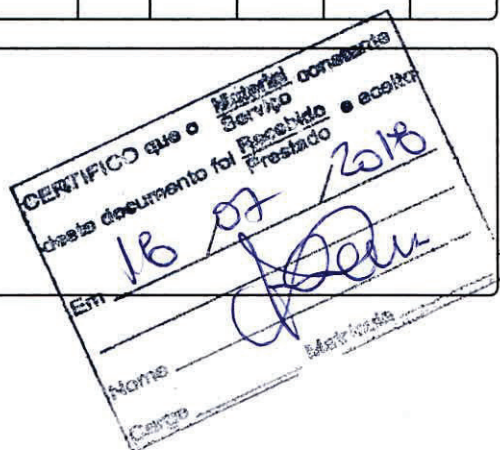 CERTIFICO que o Material Serviço constante
deste documento foi Recebido Prestado e aceito
Em 16 / 07 / 2018
Nome Matrícula
Cargo